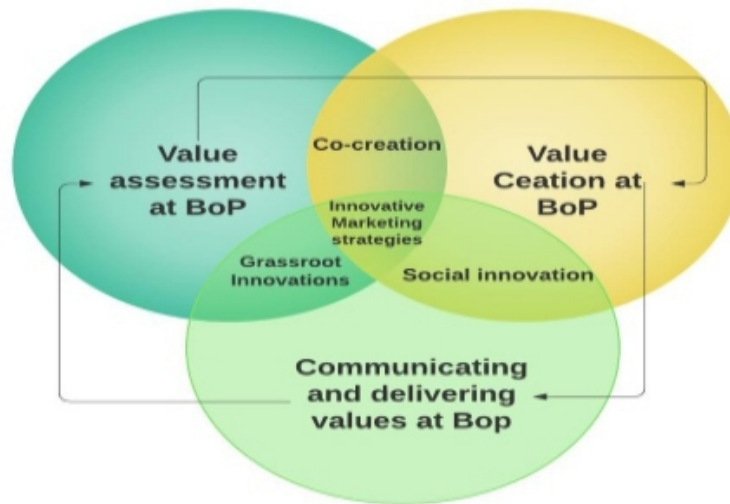 Value
assessment
at BoP
Co-creation
Value
Ceation at
BoP
Innovative
Marketing
strategies
Grassroot
Innovations
Social innovation
Communicating
and delivering
values at Bop